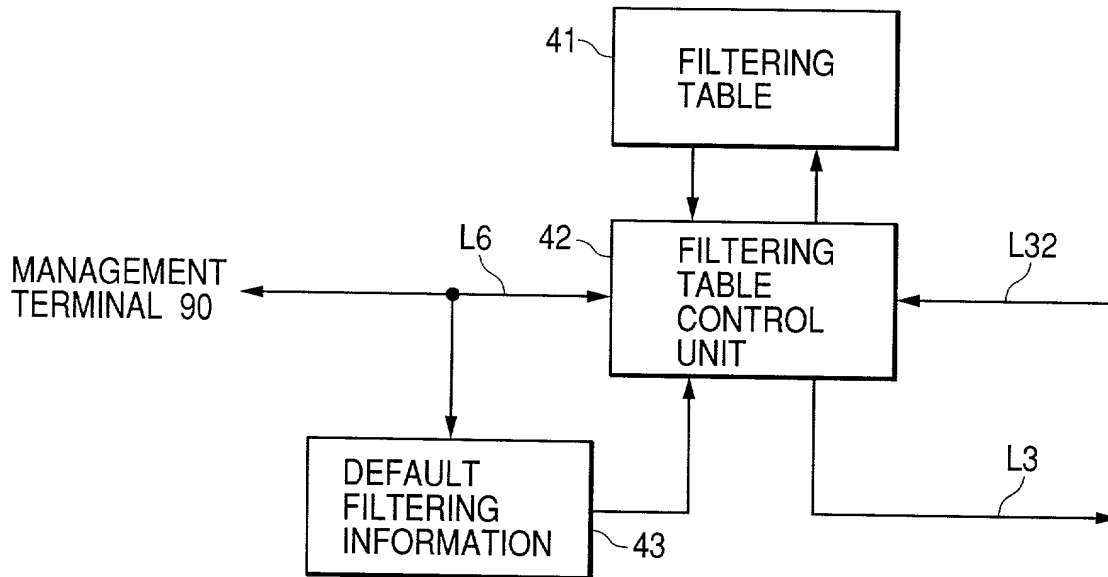 41
FILTERING
TABLE
L6
42
FILTERING
TABLE
CONTROL
UNIT
L32
MANAGEMENT
TERMINAL 90
DEFAULT
FILTERING
INFORMATION
43
L3